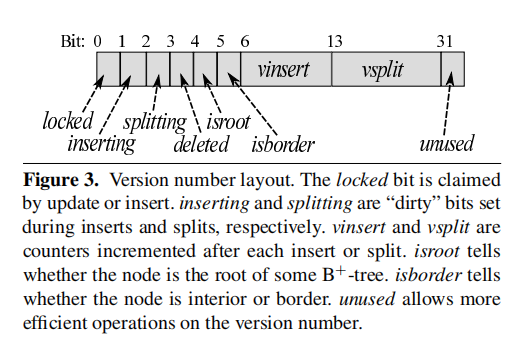 Bit: 0 1 2 3 4 5 6 13 31
vinsert vsplit
locked splitting isroot
inserting deleted isborder unused
Figure 3. Version number layout. The locked bit is claimed
by update or insert. inserting and splitting are “dirty” bits set
during inserts and splits, respectively. vinsert and vsplit are
counters incremented after each insert or split. isroot tells
whether the node is the root of some B+-tree. isborder tells
whether the node is interior or border. unused allows more
efficient operations on the version number.